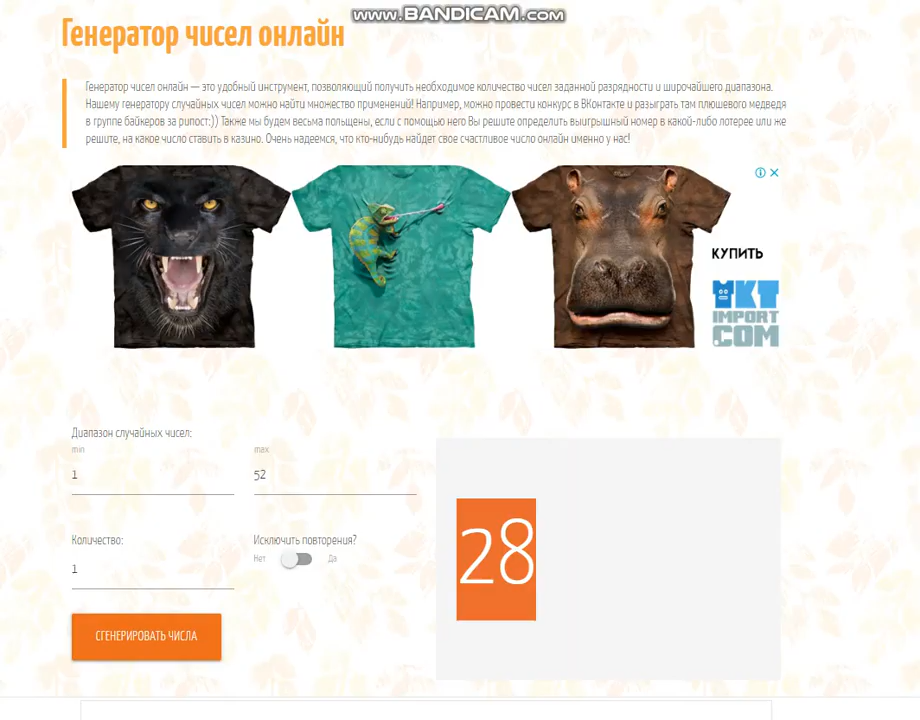 www.BANDICAM.com
Генератор чисел онлайн
Генератор чисел онлайн — это удобный инструмент, позволяющий получить необходимое количество чисел заданной разрядности и широчайшего диапазона.
Нашему генератору случайных чисел можно найти множество применений! Например, можно провести конкурс в ВКонтакте и разыграть там плюшевого медведя
в группе байкеров за рипост:)) Также мы будем весьма польщены, если с помощью него Вы решите определить выигрышный номер в какой-либо лотерее или же
решите, на какое число ставить в казино. Очень надеемся, что кто-нибудь найдет свое счастливое число онлайн именно у нас!
КУПИТЬ
YKT
IMPORT
.COM
Диапазон случайных чисел:
min
max
1
52
Количество:
Исключить повторения?
Нет
Да
1
28
СГЕНЕРИРОВАТЬ ЧИСЛА